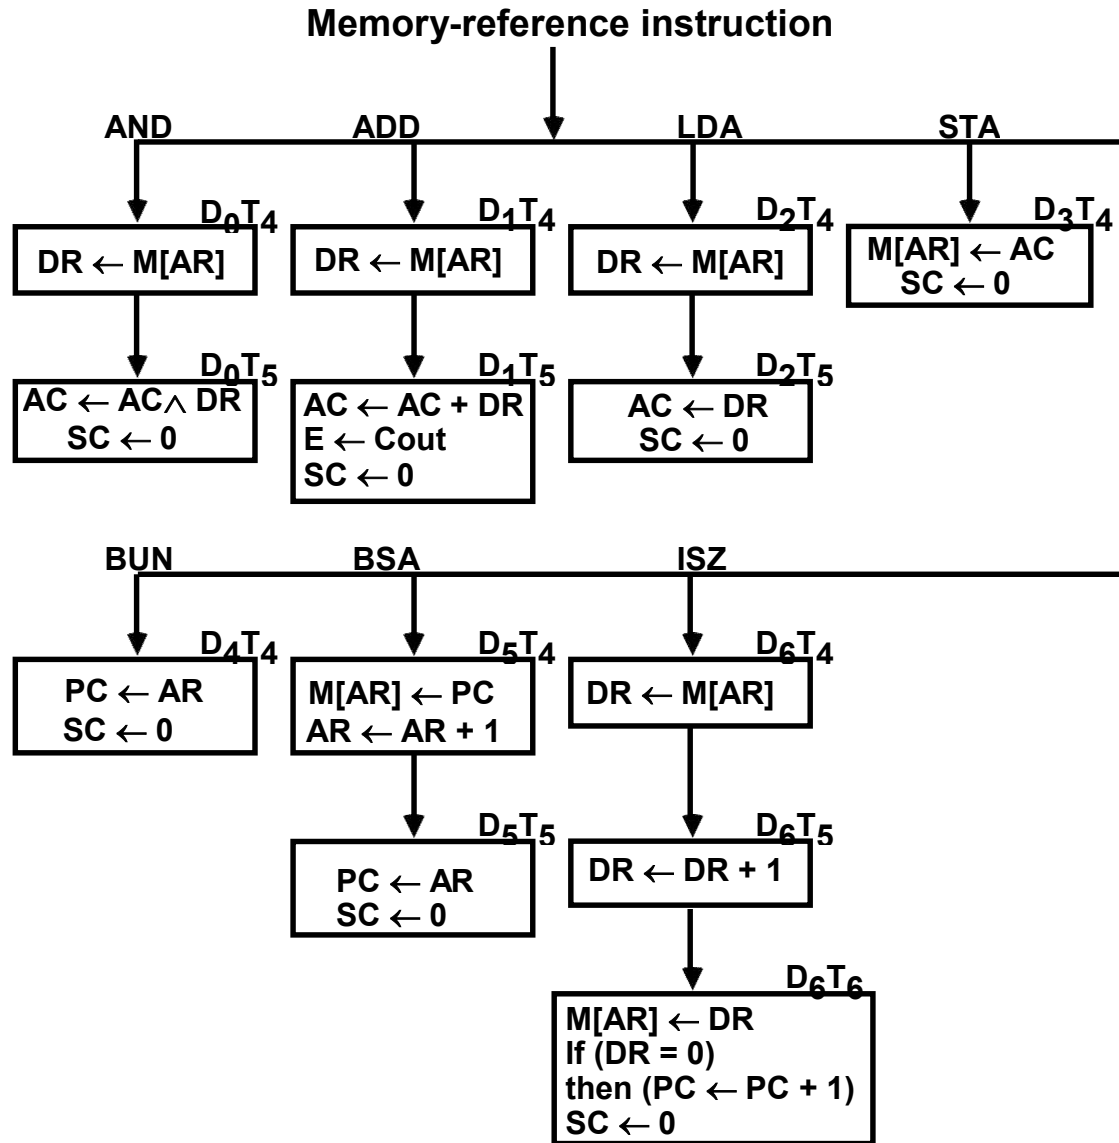 Memory-reference instruction
AND ADD LDA STA
D0T4 D1T4 D2T4 D3T4
DR ← M[AR]
DR ← M[AR]
DR ← M[AR]
M[AR] ← AC
SC ← 0
D0T5 D1T5 D2T5
AC ← AC ∧ DR
SC ← 0
AC ← AC + DR
E ← Cout
SC ← 0
AC ← DR
SC ← 0
BUN BSA ISZ
D4T4 D5T4 D6T4
PC ← AR
SC ← 0
M[AR] ← PC
AR ← AR + 1
DR ← M[AR]
D5T5 D6T5
PC ← AR
SC ← 0
DR ← DR + 1
D6T6
M[AR] ← DR
If (DR = 0)
then (PC ← PC + 1)
SC ← 0